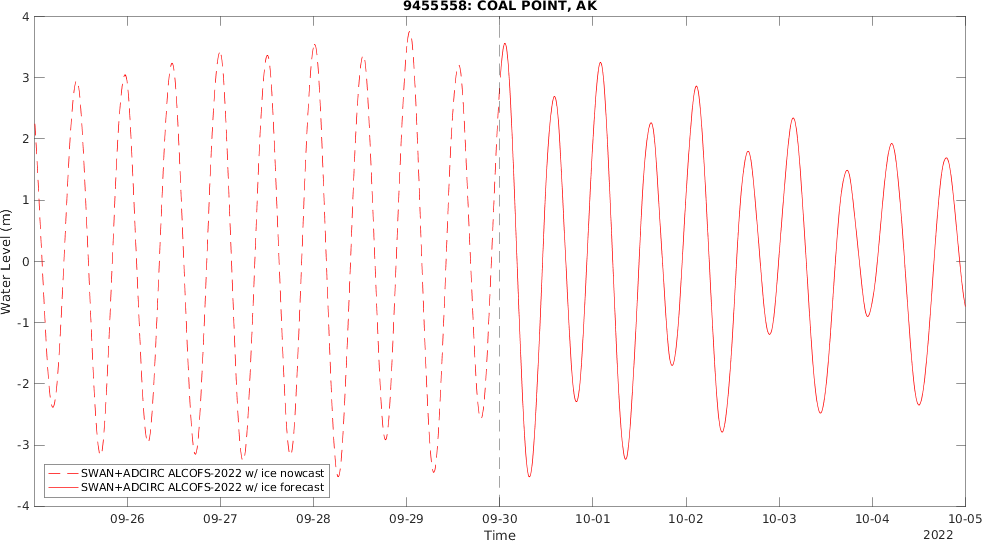 9455558: COAL POINT, AK
4
3
2
1
0
-1
-2
-3
-4
Water Level (m)
SWAN+ADCIRC ALCOFS-2022 w/ ice nowcast
SWAN+ADCIRC ALCOFS-2022 w/ ice forecast
09-26 09-27 09-28 09-29 09-30 10-01 10-02 10-03 10-04 10-05
Time
2022